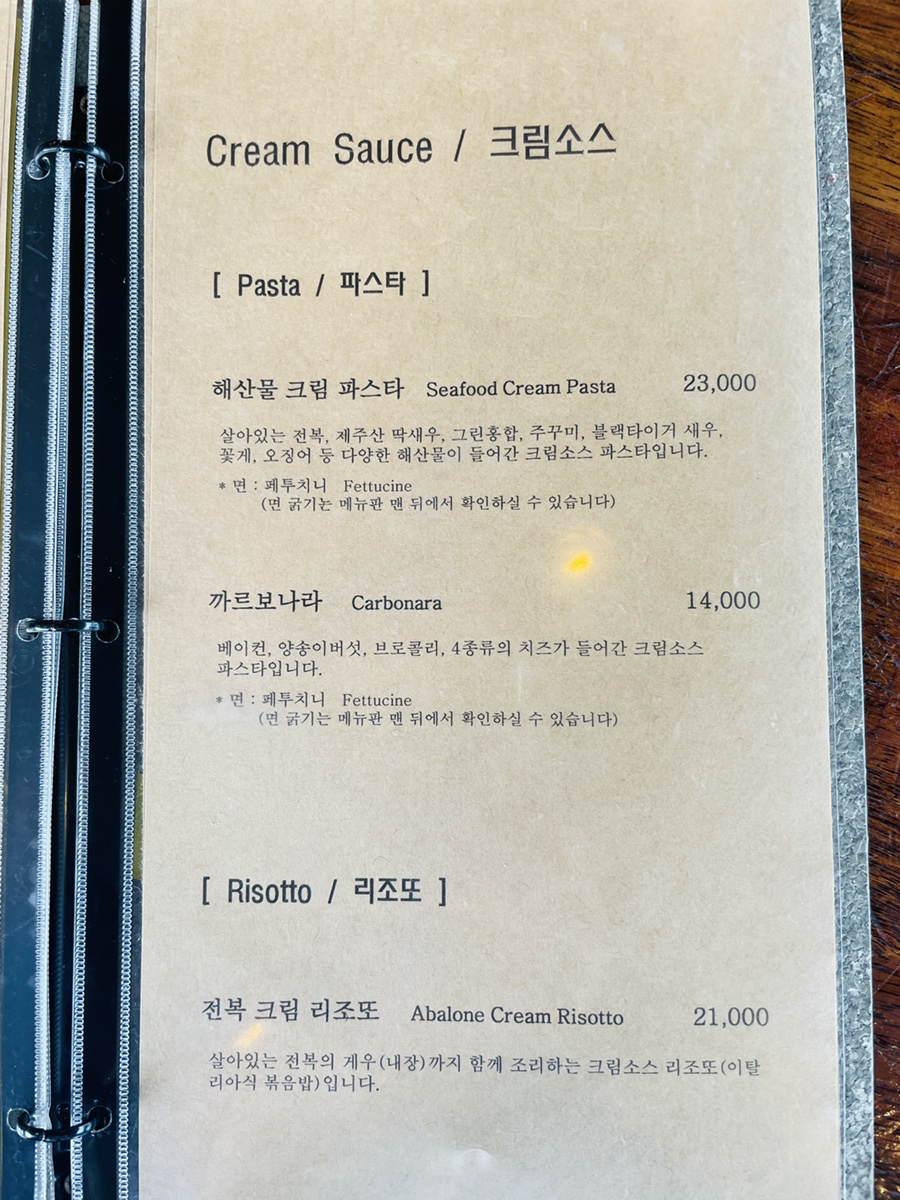 Cream Sauce / 크림소스
[ Pasta / 파스타 ]
해산물 크림 파스타 Seafood Cream Pasta 23,000
살아있는 전복, 제주산 딱새우, 그린홍합, 주꾸미, 블랙타이거 새우,
꽃게, 오징어 등 다양한 해산물이 들어간 크림소스 파스타입니다.
* 면 : 페투치니 Fettucine
(면 굵기는 메뉴판 맨 뒤에서 확인하실 수 있습니다)
까르보나라 Carbonara 14,000
베이컨, 양송이버섯, 브로콜리, 4종류의 치즈가 들어간 크림소스
파스타입니다.
* 면 : 페투치니 Fettucine
(면 굵기는 메뉴판 맨 뒤에서 확인하실 수 있습니다)
[ Risotto / 리조또 ]
전복 크림 리조또 Abalone Cream Risotto 21,000
살아있는 전복의 게우(내장)까지 함께 조리하는 크림소스 리조또(이탈
리아식 볶음밥)입니다.